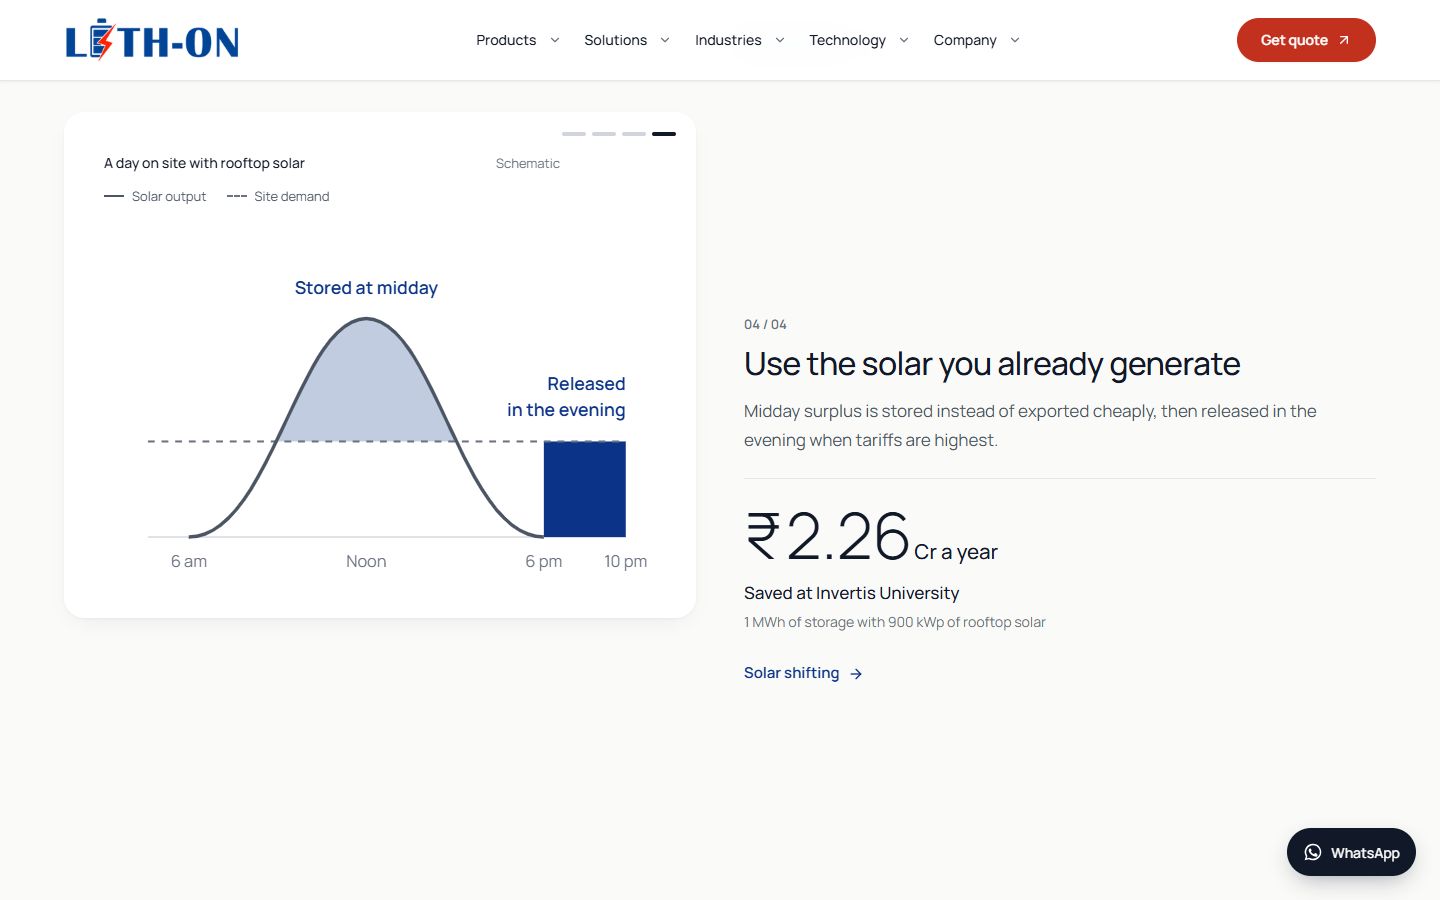 LITH-ON
Products
Solutions
Industries
Technology
Company
Get quote
A day on site with rooftop solar
Schematic
Solar output
Site demand
Stored at midday
Released
in the evening
6 am
Noon
6 pm
10 pm
04 / 04
Use the solar you already generate
Midday surplus is stored instead of exported cheaply, then released in the
evening when tariffs are highest.
₹2.26 Cr a year
Saved at Invertis University
1 MWh of storage with 900 kWp of rooftop solar
Solar shifting
WhatsApp